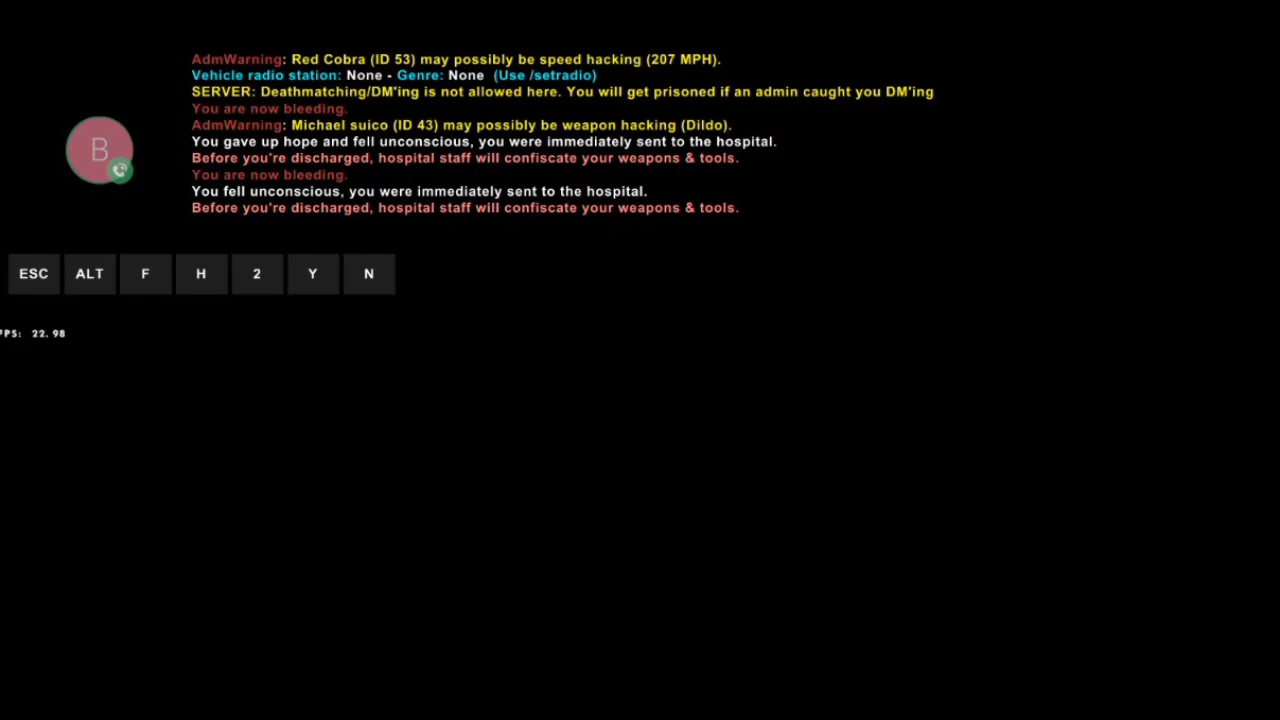 AdmWarning: Red Cobra (ID 53) may possibly be speed hacking (207 MPH).
Vehicle radio station: None - Genre: None (Use /setradio)
SERVER: Deathmatching/DM'ing is not allowed here. You will get prisoned if an admin caught you DM'ing
You are now bleeding.
AdmWarning: Michael suico (ID 43) may possibly be weapon hacking (Dildo).
You gave up hope and fell unconscious, you were immediately sent to the hospital.
Before you're discharged, hospital staff will confiscate your weapons & tools.
You are now bleeding.
You fell unconscious, you were immediately sent to the hospital.
Before you're discharged, hospital staff will confiscate your weapons & tools.
B
ESC ALT F H 2 Y N
FPS: 22.98